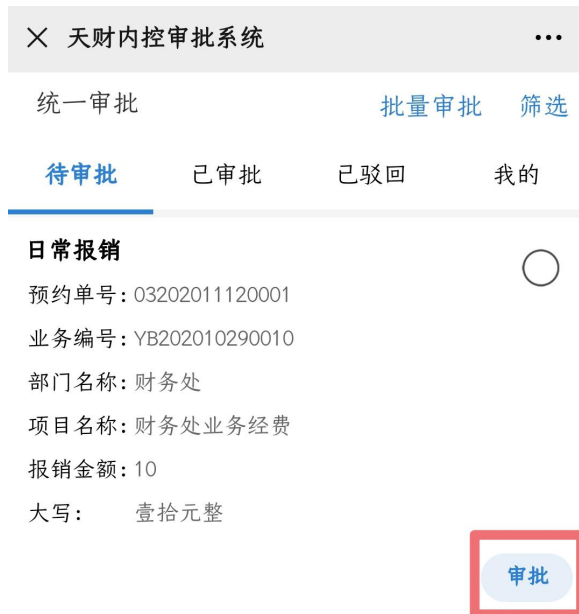 天财内控审批系统
统一审批 批量审批 筛选
待审批 已审批 已驳回 我的
日常报销
预约单号: 03202011120001
业务编号: YB202010290010
部门名称: 财务处
项目名称: 财务处业务经费
报销金额: 10
大写: 壹拾元整
审批